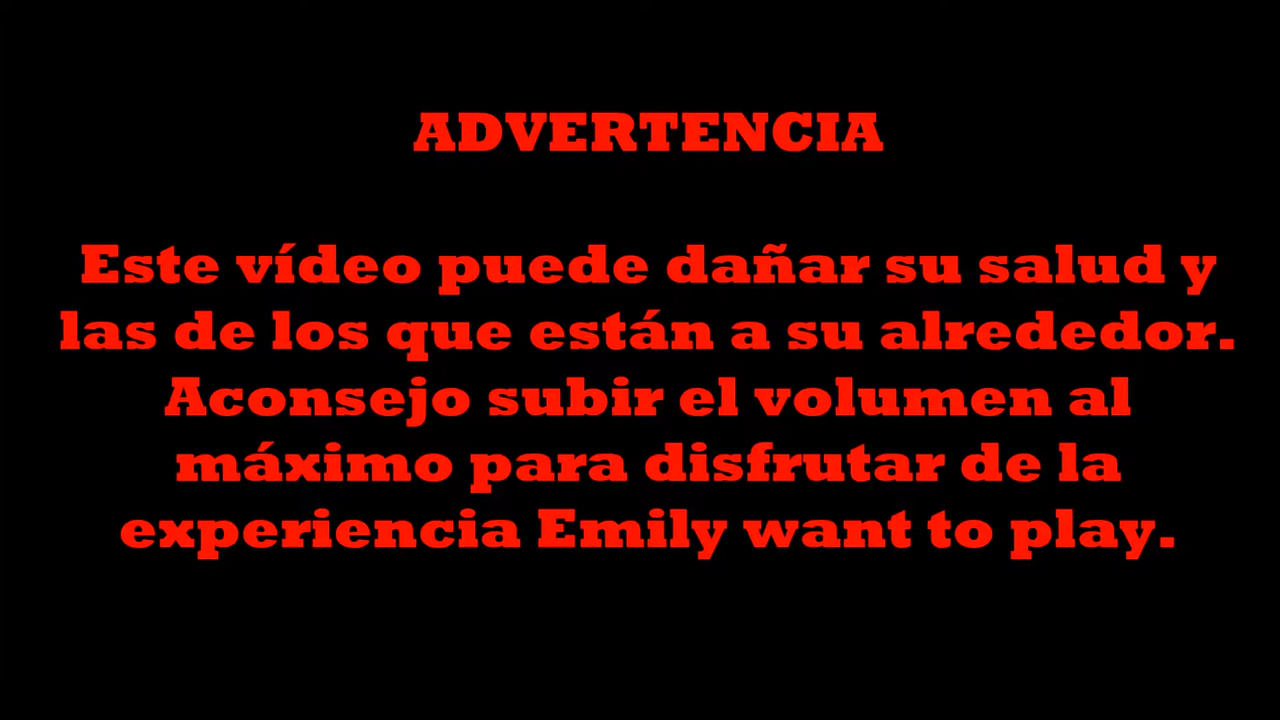 ADVERTENCIA
Este vídeo puede dañar su salud y
las de los que están a su alrededor.
Aconsejo subir el volumen al
máximo para disfrutar de la
experiencia Emily want to play.